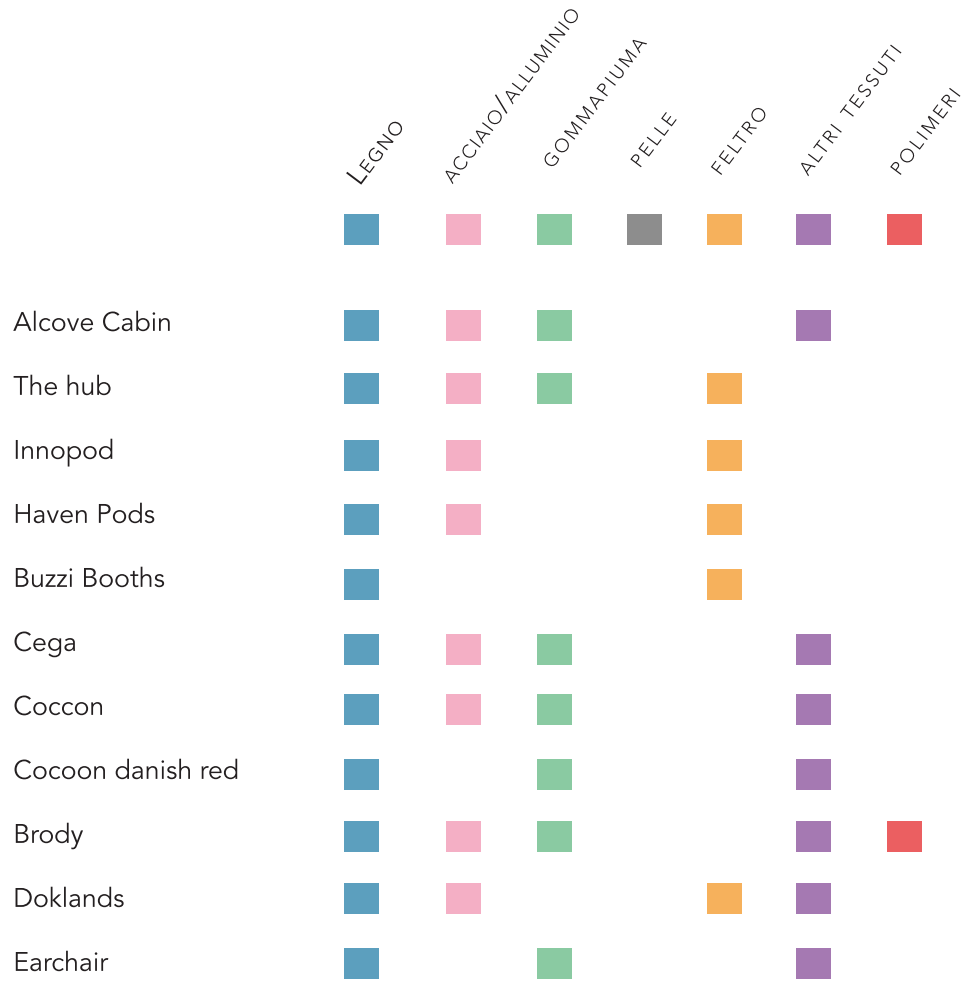 Legno
acciaio/alluminio
gommapiuma
pelle
feltro
altri tessuti
polimeri
Alcove Cabin
The hub
Innopod
Haven Pods
Buzzi Booths
Cega
Coccon
Cocoon danish red
Brody
Doklands
Earchair